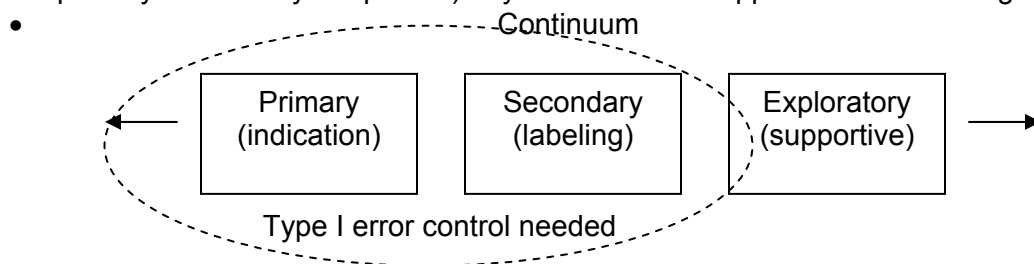 • Continuum
Primary
(indication)
Secondary
(labeling)
Exploratory
(supportive)
Type I error control needed